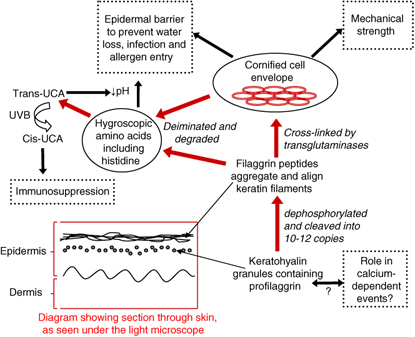 Epidermal barrier
to prevent water
loss, infection and
allergen entry
Mechanical
strength
Cornified cell
envelope
Trans-UCA
↓pH
UVB
Cis-UCA
Hygroscopic
amino acids
including
histidine
Deiminated and
degraded
Cross-linked by
transglutaminases
Immunosuppression
Filaggrin peptides
aggregate and align
keratin filaments
dephosphorylated
and cleaved into
10-12 copies
Epidermis
Dermis
Keratohyalin
granules containing
profilaggrin
?
Role in
calcium-
dependent
events?
Diagram showing section through skin,
as seen under the light microscope